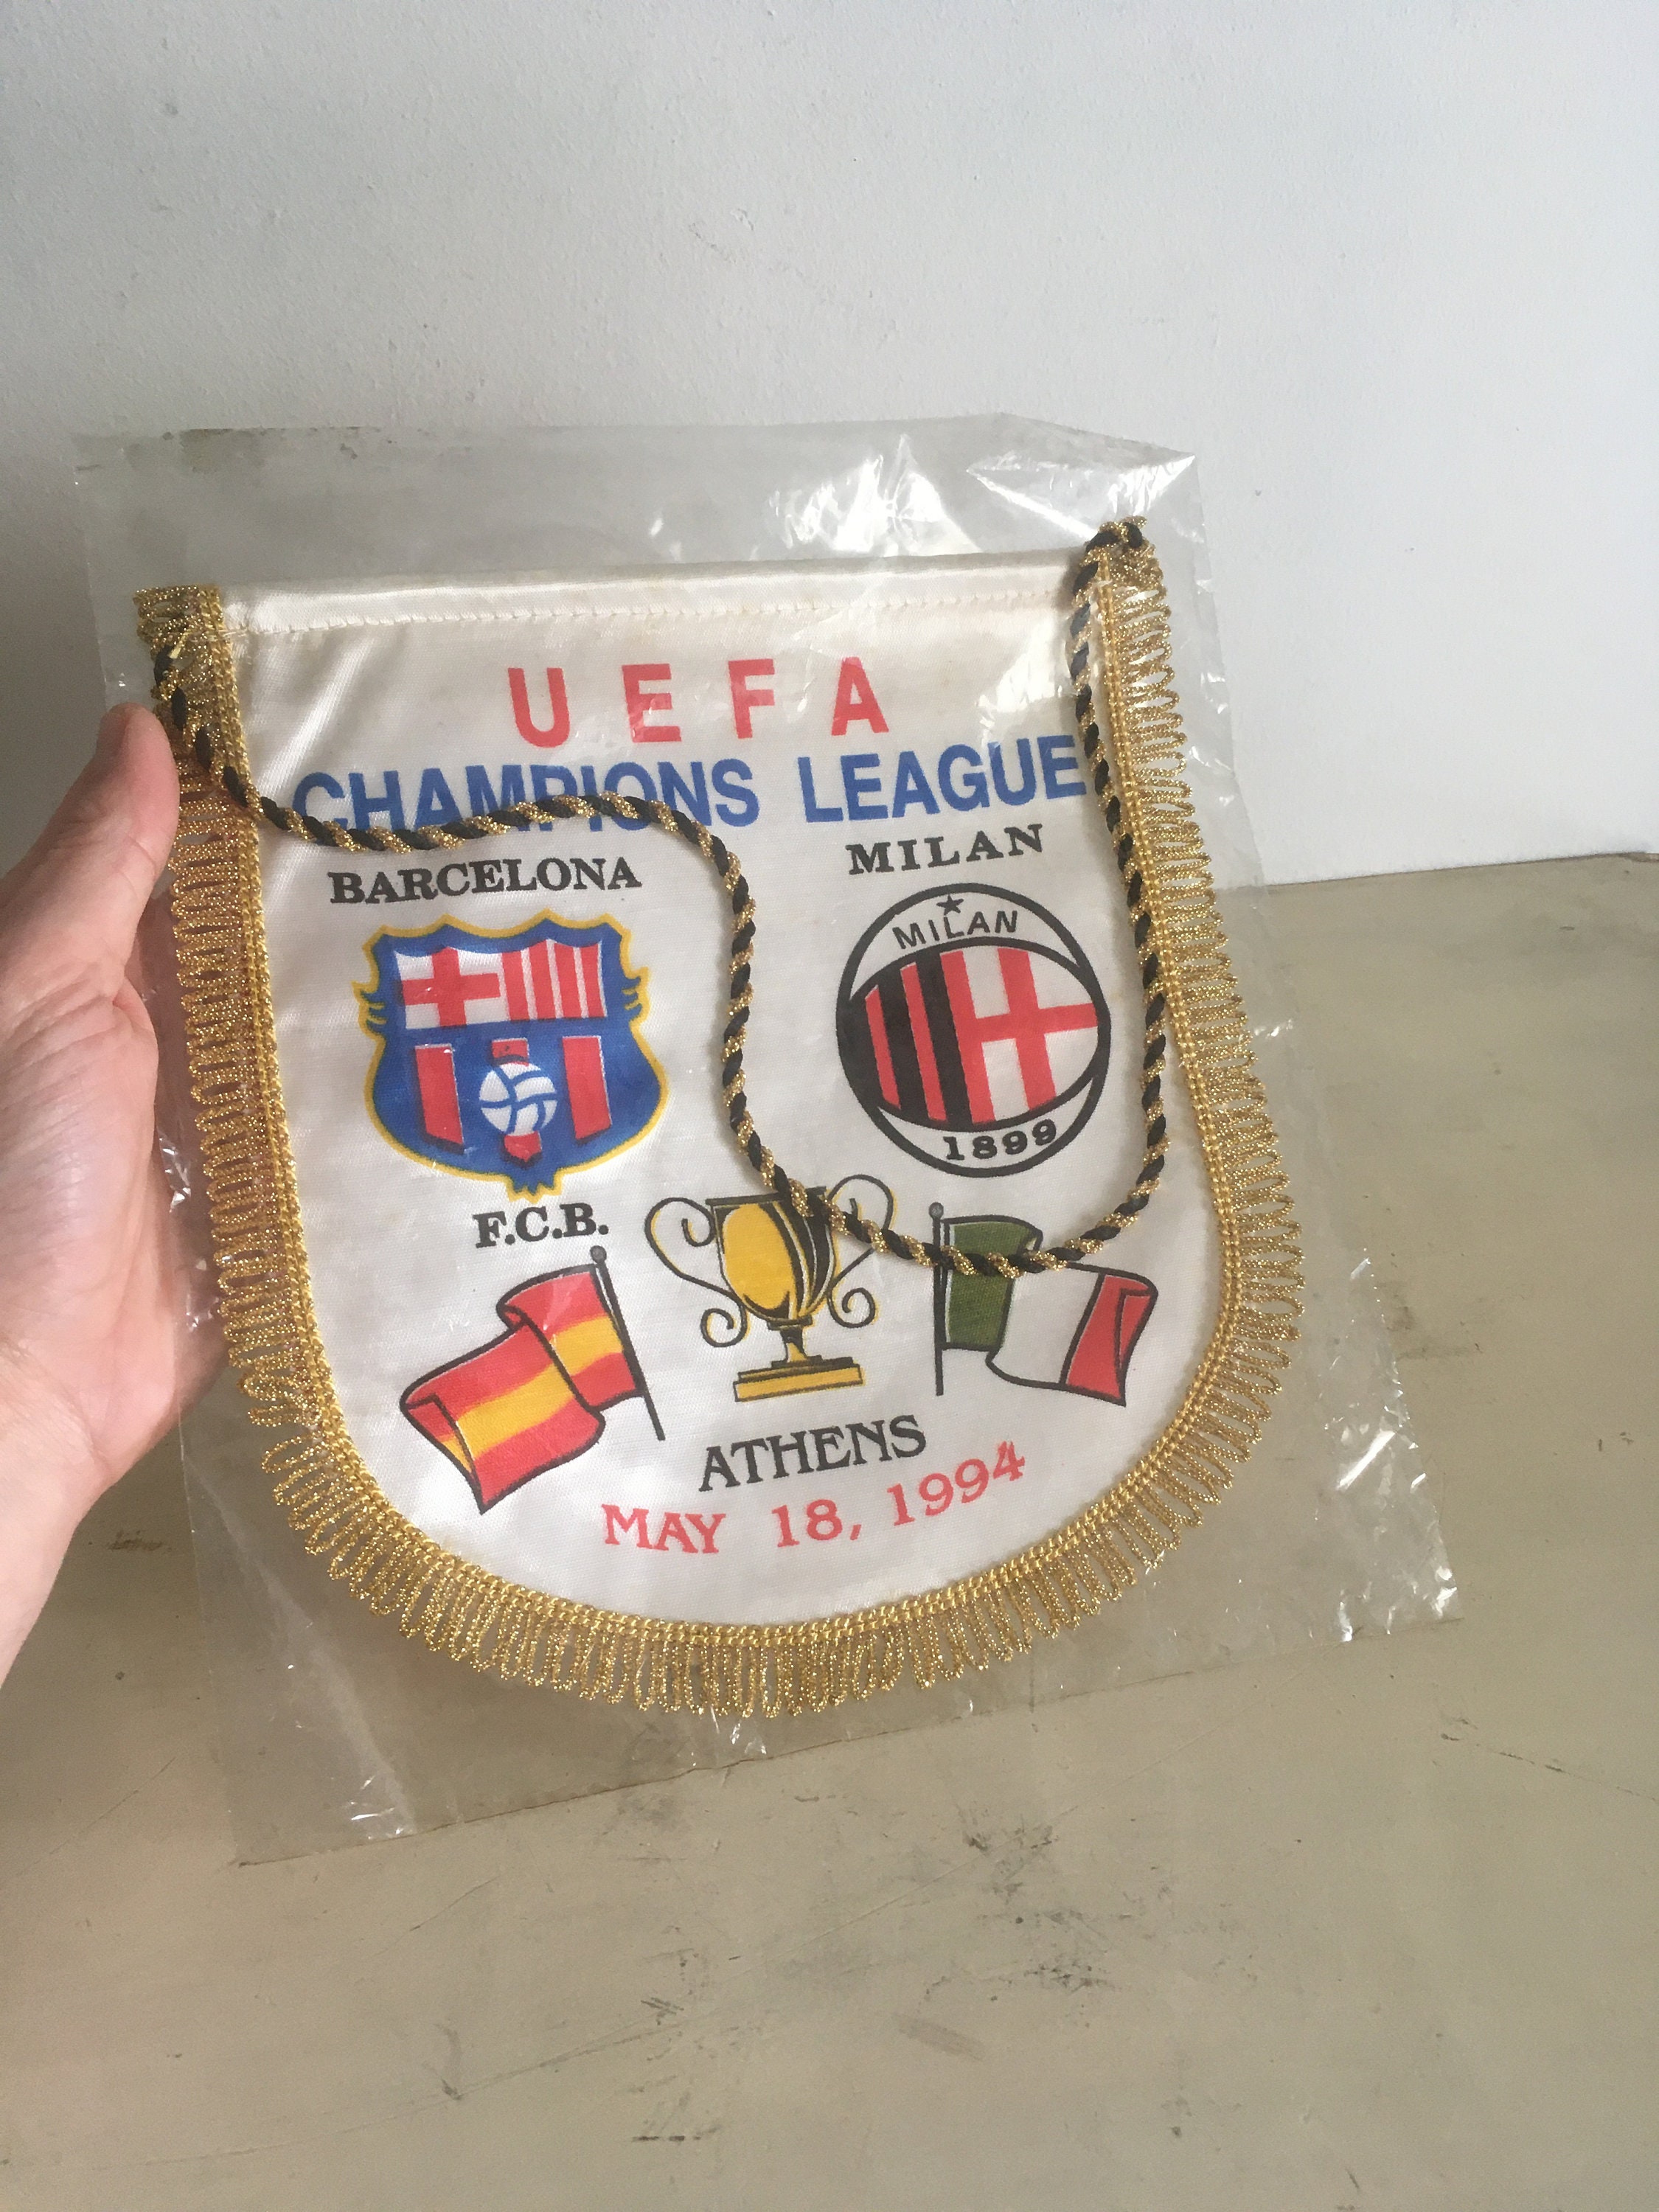 UEFA
CHAMPIONS LEAGUE
BARCELONA
MILAN
MILAN
1899
F.C.B.
ATHENS
MAY 18, 1994